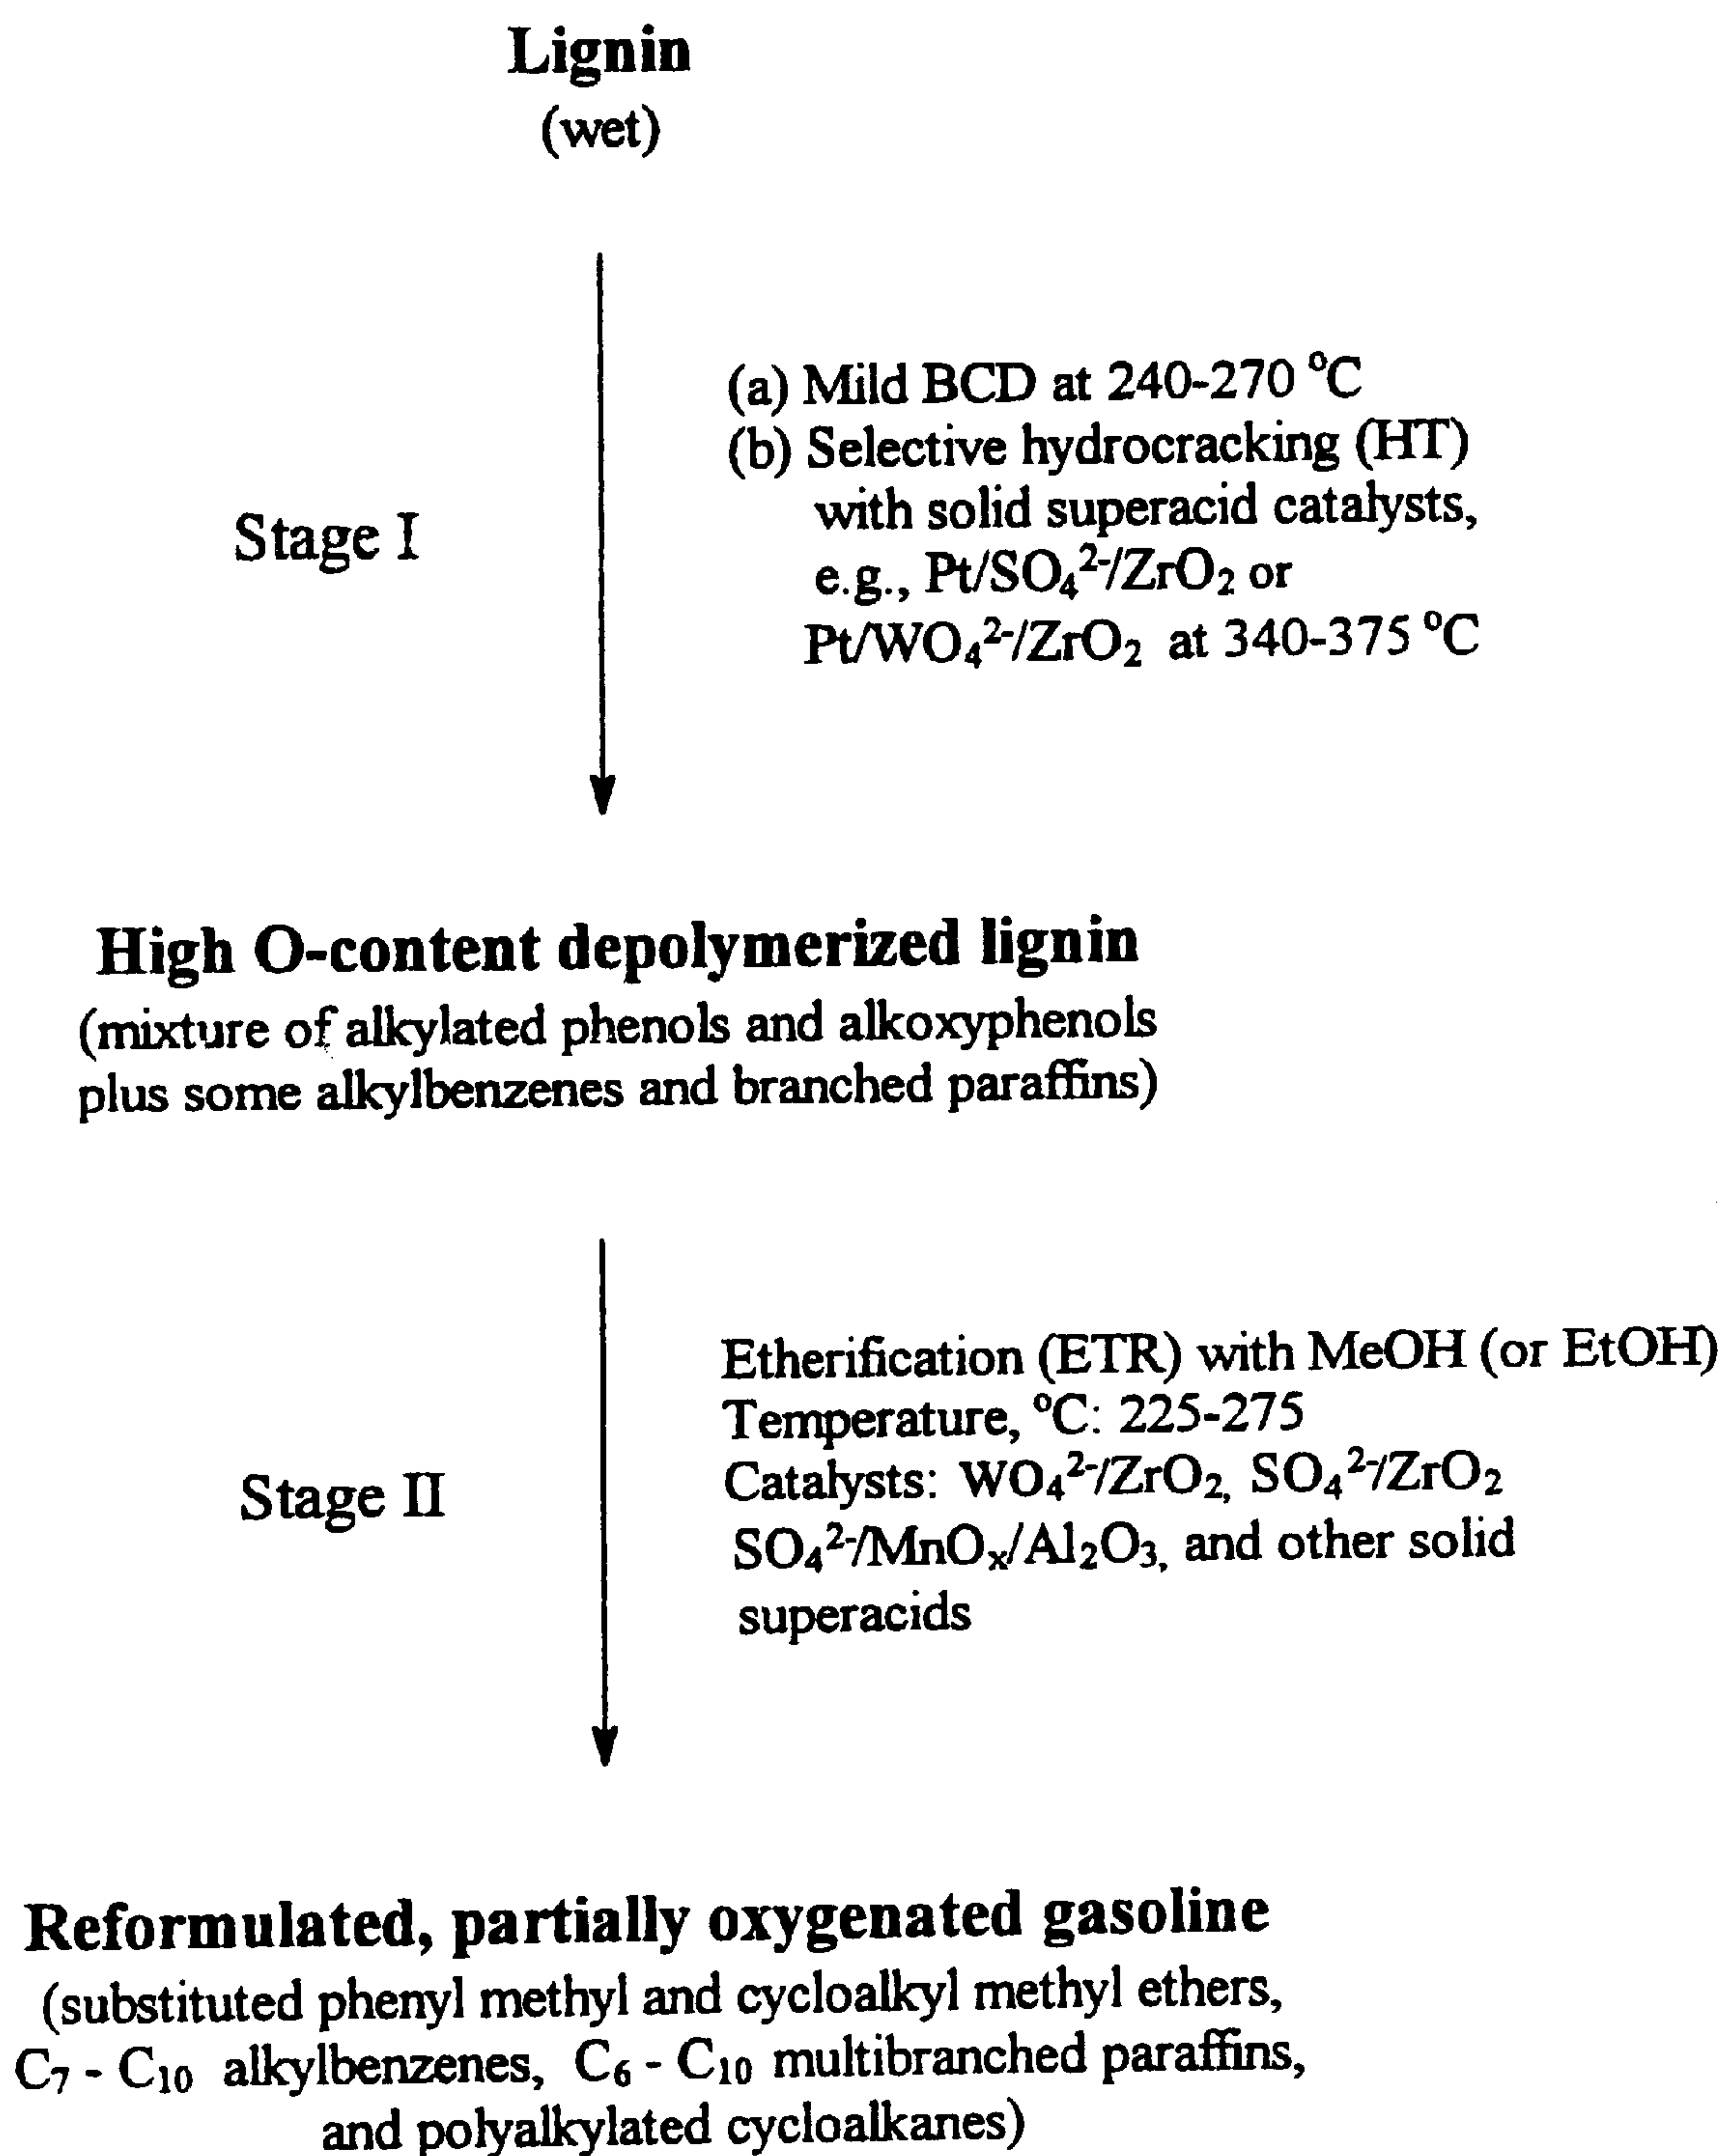 Lignin
(wet)
Stage I
(a) Mild BCD at 240-270 °C
(b) Selective hydrocracking (HT)
with solid superacid catalysts,
e.g., Pt/SO₄²⁻/ZrO₂ or
Pt/WO₄²⁻/ZrO₂ at 340-375 °C
High O-content depolymerized lignin
(mixture of alkylated phenols and alkoxyphenols
plus some alkylbenzenes and branched paraffins)
Stage II
Etherification (ETR) with MeOH (or EtOH)
Temperature, °C: 225-275
Catalysts: WO₄²⁻/ZrO₂, SO₄²⁻/ZrO₂
SO₄²⁻/MnOₓ/Al₂O₃, and other solid
superacids
Reformulated, partially oxygenated gasoline
(substituted phenyl methyl and cycloalkyl methyl ethers,
C₇ - C₁₀ alkylbenzenes, C₆ - C₁₀ multibranched paraffins,
and polyalkylated cycloalkanes)